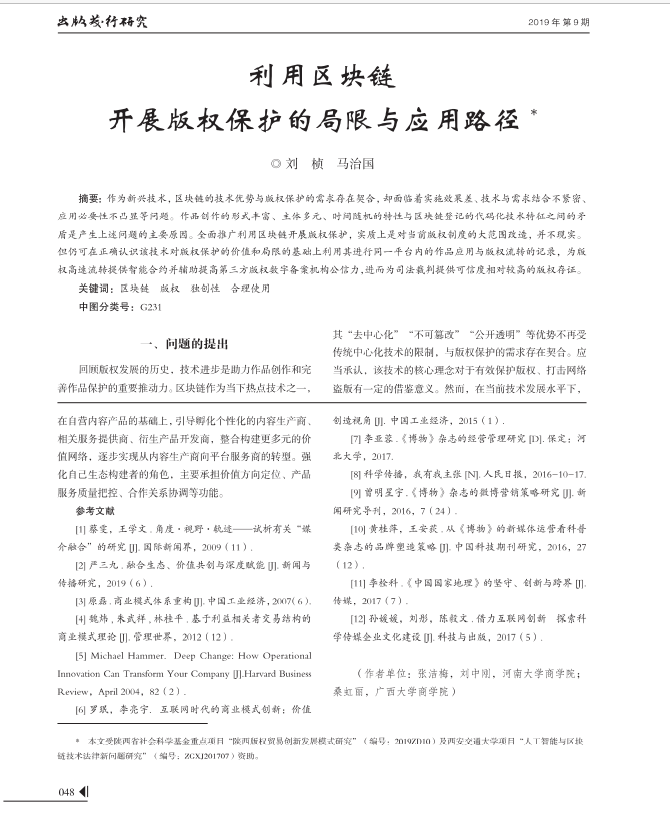 出版发行研究
2019 年第 9 期
利用区块链
开展版权保护的局限与应用路径 *
◎ 刘 桢 马治国
摘要：作为新兴技术，区块链的技术优势与版权保护的需求存在契合，却面临着实施效果差、技术与需求结合不紧密、
应用必要性不凸显等问题。作品创作的形式丰富、主体多元、时间随机的特性与区块链登记的代码化技术特征之间的矛
盾是产生上述问题的主要原因。全面推广利用区块链开展版权保护，实质上是对当前版权制度的大范围改造，并不现实。
但仍可在正确认识该技术对版权保护的价值和局限的基础上利用其进行同一平台内的作品应用与版权流转的记录，为版
权高速流转提供智能合约并辅助提高第三方版权数字备案机构公信力，进而为司法裁判提供可信度相对较高的版权存证。
关键词：区块链 版权 独创性 合理使用
中图分类号：G231
一、问题的提出
回顾版权发展的历史，技术进步是助力作品创作和完
善作品保护的重要推动力。区块链作为当下热点技术之一，
其“去中心化”“不可篡改”“公开透明”等优势不再受
传统中心化技术的限制，与版权保护的需求存在契合。应
当承认，该技术的核心理念对于有效保护版权、打击网络
盗版有一定的借鉴意义。然而，在当前技术发展水平下，
在自营内容产品的基础上，引导孵化个性化的内容生产商、
相关服务提供商、衍生产品开发商，整合构建更多元的价
值网络，逐步实现从内容生产商向平台服务商的转型。强
化自己生态构建者的角色，主要承担价值方向定位、产品
服务质量把控、合作关系协调等功能。
参考文献
[1] 蔡雯，王学文 . 角度·视野·轨迹——试析有关“媒
介融合”的研究 [J]. 国际新闻界，2009（11）.
[2] 严三九 . 融合生态、价值共创与深度赋能 [J]. 新闻与
传播研究，2019（6）.
[3] 原磊 . 商业模式体系重构 [J]. 中国工业经济，2007(6).
[4] 魏炜 , 朱武祥 , 林桂平 . 基于利益相关者交易结构的
商业模式理论 [J]. 管理世界，2012（12）.
[5] Michael Hammer. Deep Change: How Operational
Innovation Can Transform Your Company [J].Harvard Business
Review，April 2004，82（2）.
[6] 罗珉，李亮宇. 互联网时代的商业模式创新：价值
创造视角 [J]. 中国工业经济，2015（1）.
[7] 李亚蓉 .《博物》杂志的经营管理研究 [D]. 保定：河
北大学，2017.
[8] 科学传播，我有我主张 [N]. 人民日报，2016-10-17.
[9] 曾明星宇 .《博物》杂志的微博营销策略研究 [J]. 新
闻研究导刊，2016，7（24）.
[10] 黄桂萍，王安荻 . 从《博物》的新媒体运营看科普
类杂志的品牌塑造策略 [J]. 中国科技期刊研究，2016，27
（12）.
[11] 李栓科 .《中国国家地理》的坚守、创新与跨界 [J].
传媒，2017（7）.
[12] 孙媛媛，刘彤，陈毅文 . 借力互联网创新 探索科
学传媒企业文化建设 [J]. 科技与出版，2017（5）.
（作者单位：张洁梅，刘中刚，河南大学商学院；
桑虹丽，广西大学商学院）
* 本文受陕西省社会科学基金重点项目“陕西版权贸易创新发展模式研究”（编号：2019ZD10）及西安交通大学项目“人工智能与区块
链技术法律新问题研究”（编号：ZGXJ201707）资助。
048